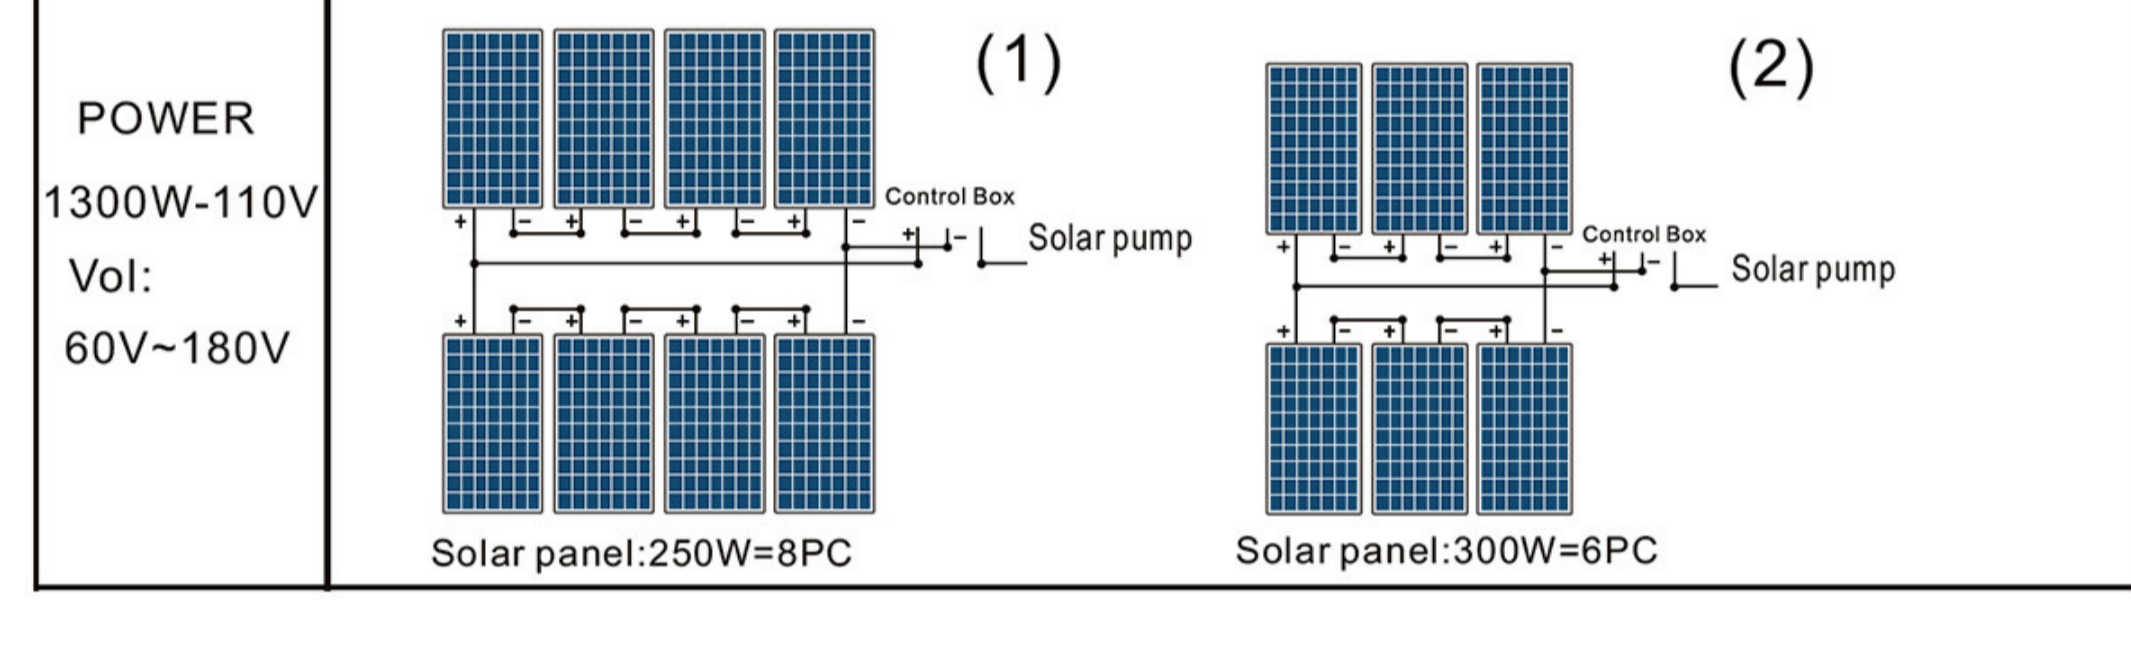 POWER
1300W-110V
Vol:
60V~180V
(1)
+ - + - + - + -
Control Box
+ -
Solar pump
+ - + - + - + -
Solar panel:250W=8PC
(2)
+ - + - + -
Control Box
+ -
Solar pump
+ - + - + -
Solar panel:300W=6PC